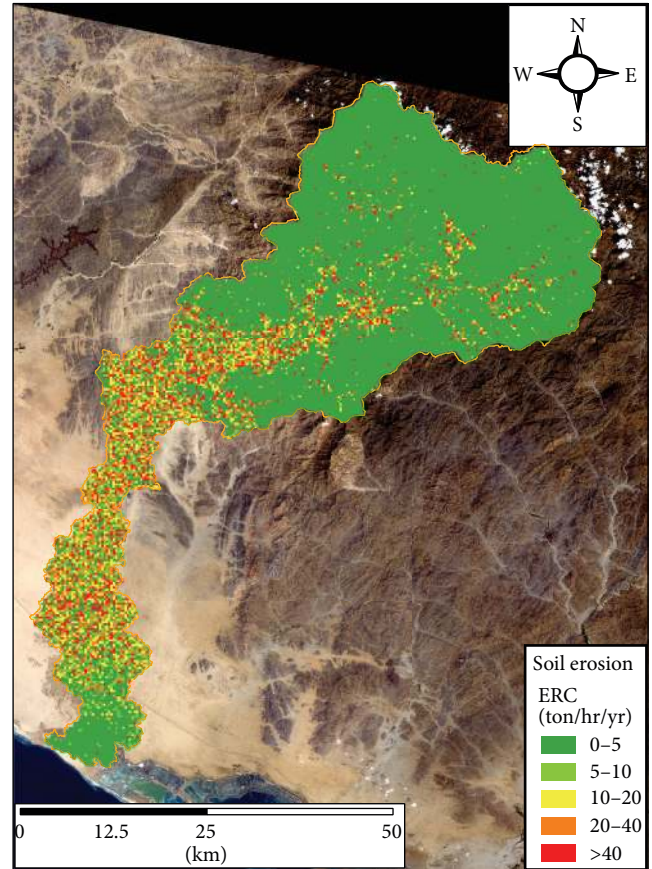 N
W E
S
Soil erosion
ERC
(ton/hr/yr)
0–5
5–10
10–20
20–40
>40
0 12.5 25 50
(km)